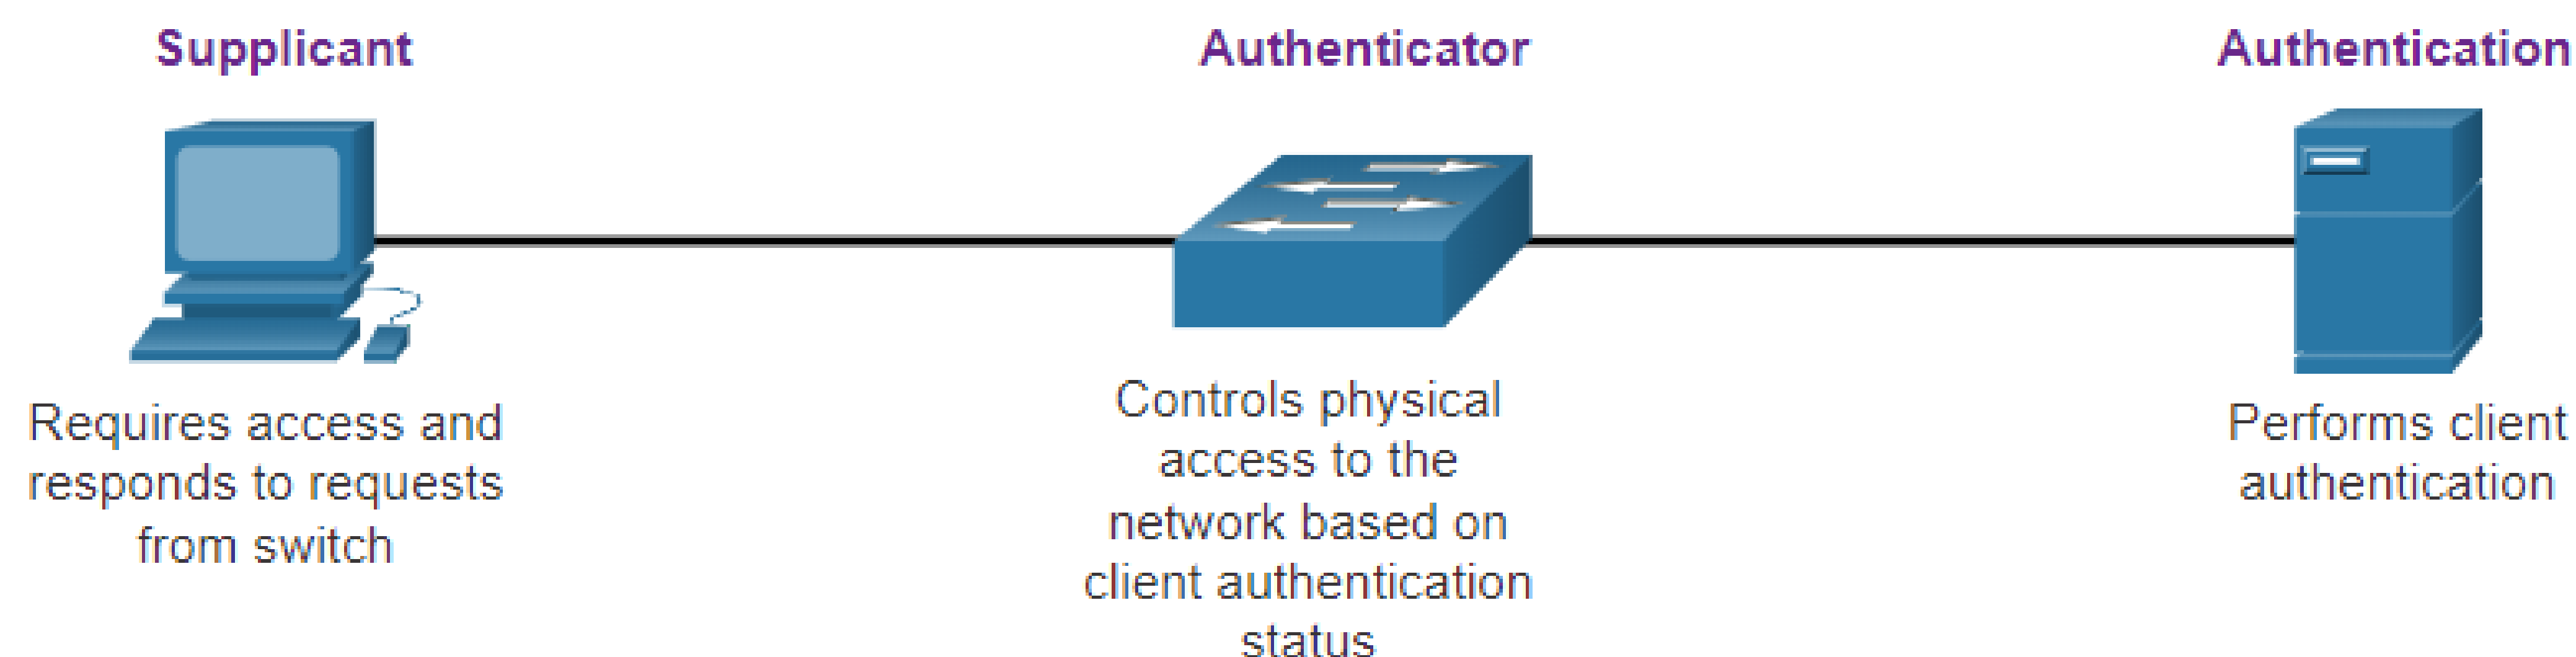 Supplicant
Requires access and
responds to requests
from switch
Authenticator
Controls physical
access to the
network based on
client authentication
status
Authentication
Performs client
authentication